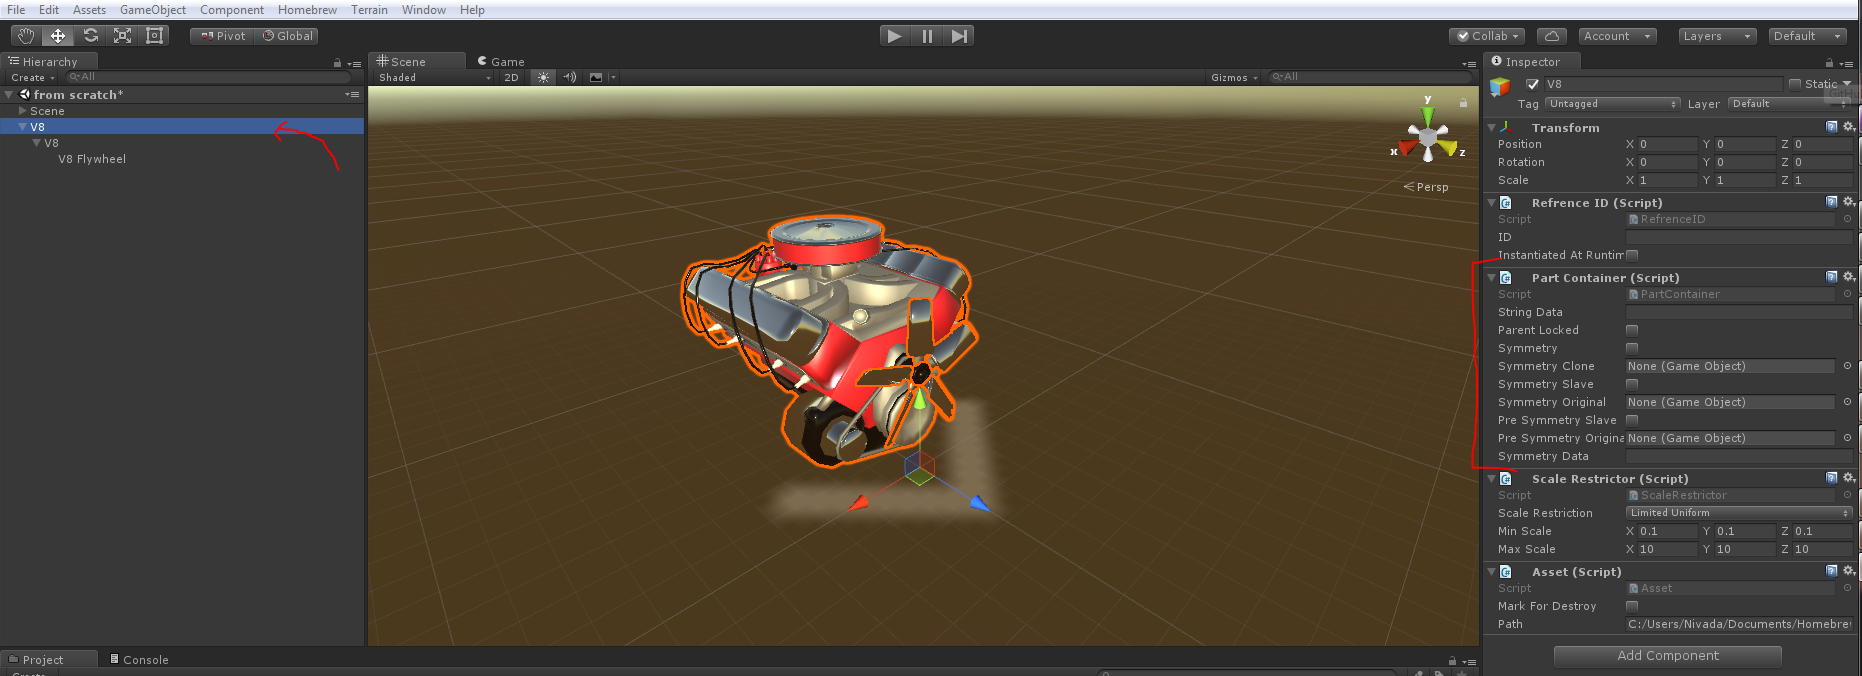 File Edit Assets GameObject Component Homebrew Terrain Window Help
Pivot Global Collab Account Layers Default
Hierarchy
Create All
from scratch*
Scene
V8
V8
V8 Flywheel
Scene Game
Shaded 2D Gizmos All
y
x z
Persp
Inspector
V8 Static
Tag Untagged Layer Default
Transform
Position X 0 Y 0 Z 0
Rotation X 0 Y 0 Z 0
Scale X 1 Y 1 Z 1
Refrence ID (Script)
Script RefrenceID
ID
Instantiated At Runtim
Part Container (Script)
Script PartContainer
String Data
Parent Locked
Symmetry
Symmetry Clone None (Game Object)
Symmetry Slave
Symmetry Original None (Game Object)
Pre Symmetry Slave
Pre Symmetry Origina None (Game Object)
Symmetry Data
Scale Restrictor (Script)
Script ScaleRestrictor
Scale Restriction Limited Uniform
Min Scale X 0.1 Y 0.1 Z 0.1
Max Scale X 10 Y 10 Z 10
Asset (Script)
Script Asset
Mark For Destroy
Path C:/Users/Nivada/Documents/Homebre
Add Component
Project Console
Create